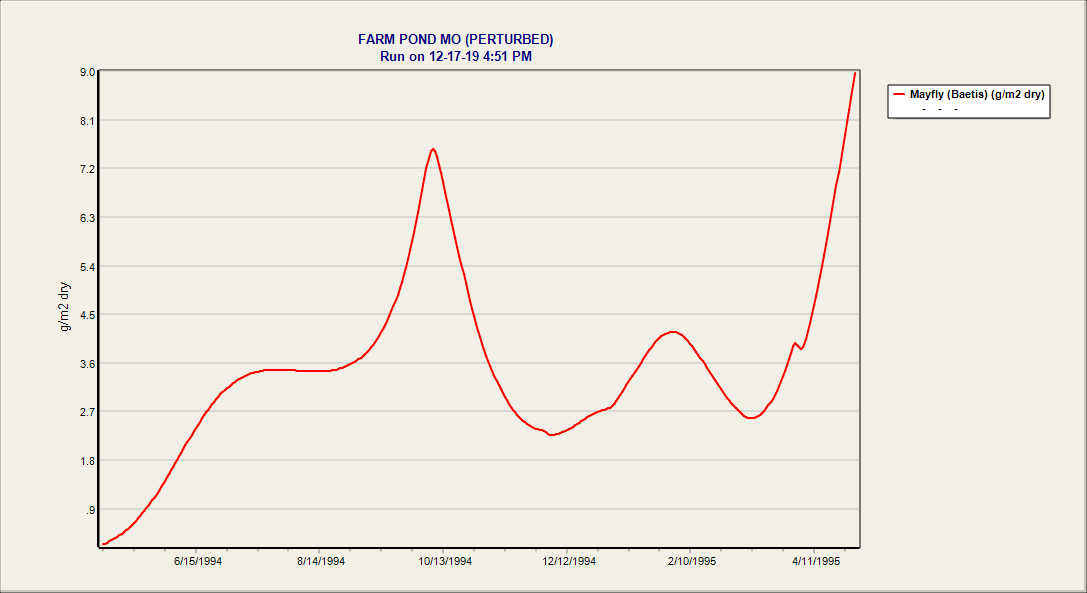 FARM POND MO (PERTURBED)
Run on 12-17-19 4:51 PM
Mayfly (Baetis) (g/m2 dry)
- - -
9.0
8.1
7.2
6.3
5.4
4.5
3.6
2.7
1.8
.9
g/m2 dry
6/15/1994 8/14/1994 10/13/1994 12/12/1994 2/10/1995 4/11/1995